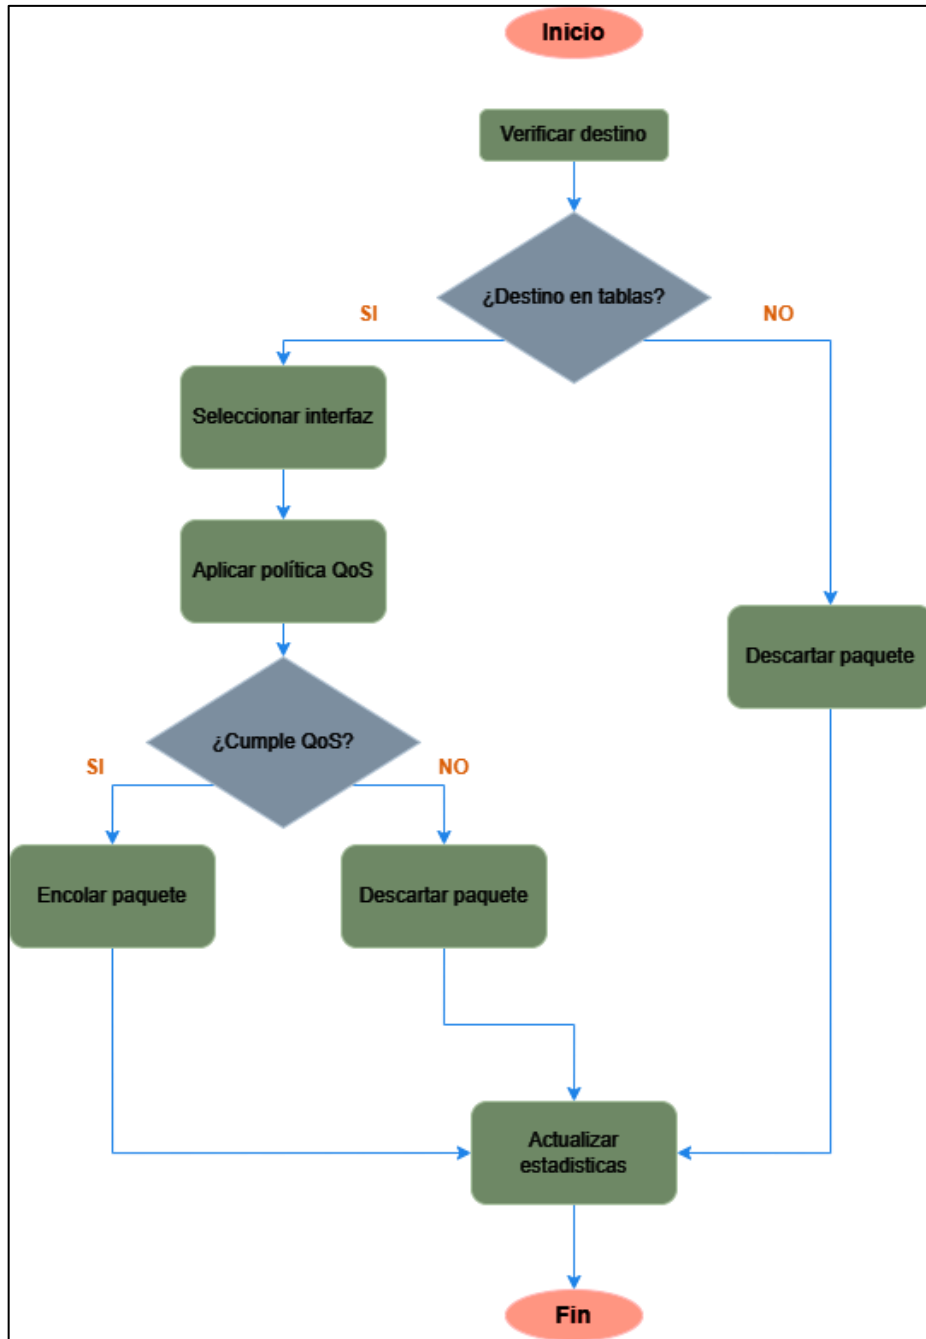 Inicio
Verificar destino
¿Destino en tablas?
SI
NO
Seleccionar interfaz
Aplicar política QoS
Descartar paquete
¿Cumple QoS?
SI
NO
Encolar paquete
Descartar paquete
Actualizar
estadisticas
Fin